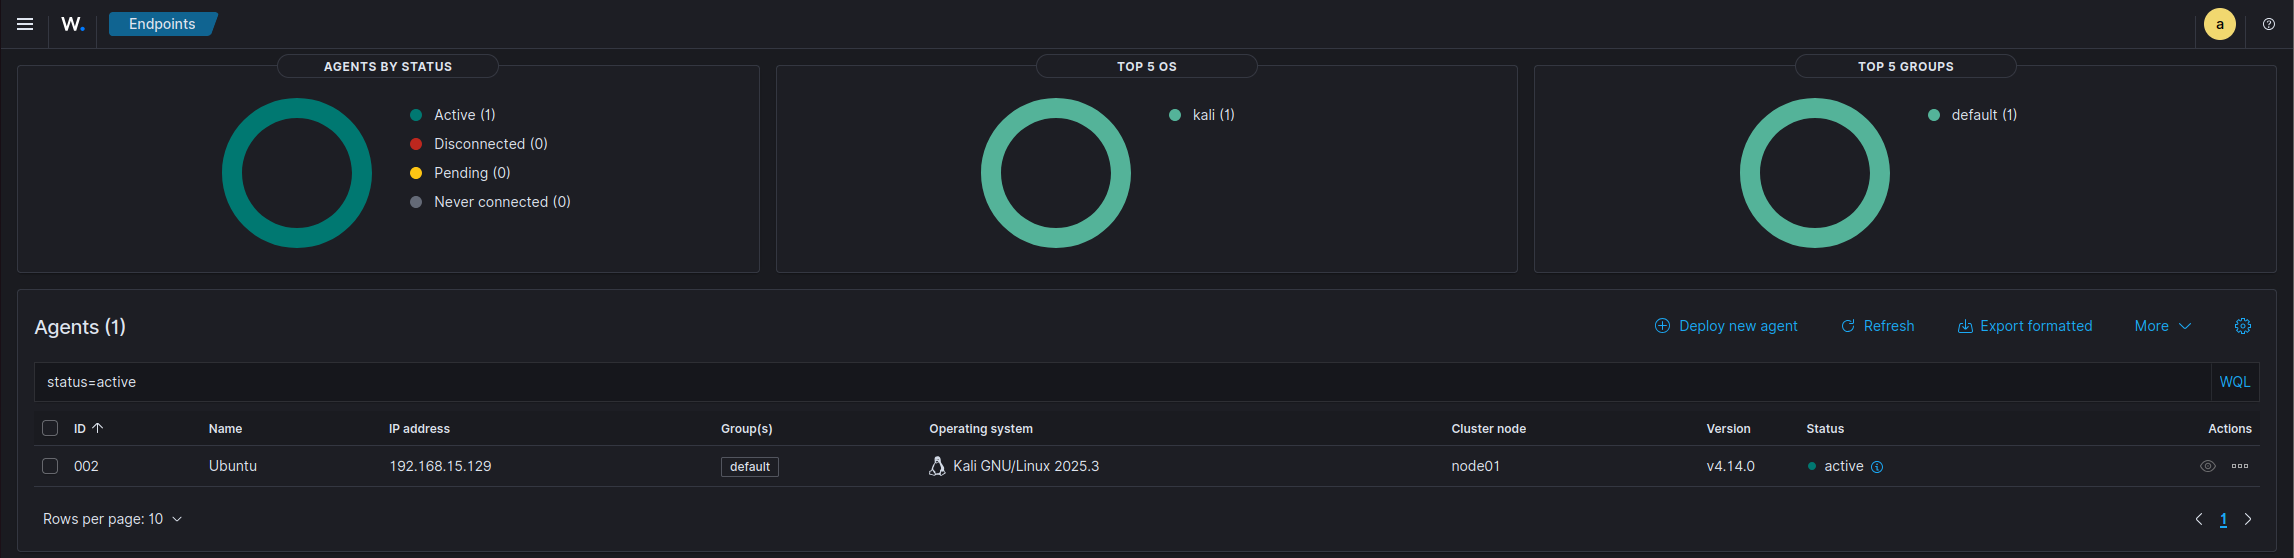 W. Endpoints a
AGENTS BY STATUS TOP 5 OS TOP 5 GROUPS
Active (1) kali (1) default (1)
Disconnected (0)
Pending (0)
Never connected (0)
Agents (1) Deploy new agent Refresh Export formatted More
status=active WQL
ID Name IP address Group(s) Operating system Cluster node Version Status Actions
002 Ubuntu 192.168.15.129 default Kali GNU/Linux 2025.3 node01 v4.14.0 active
Rows per page: 10 1